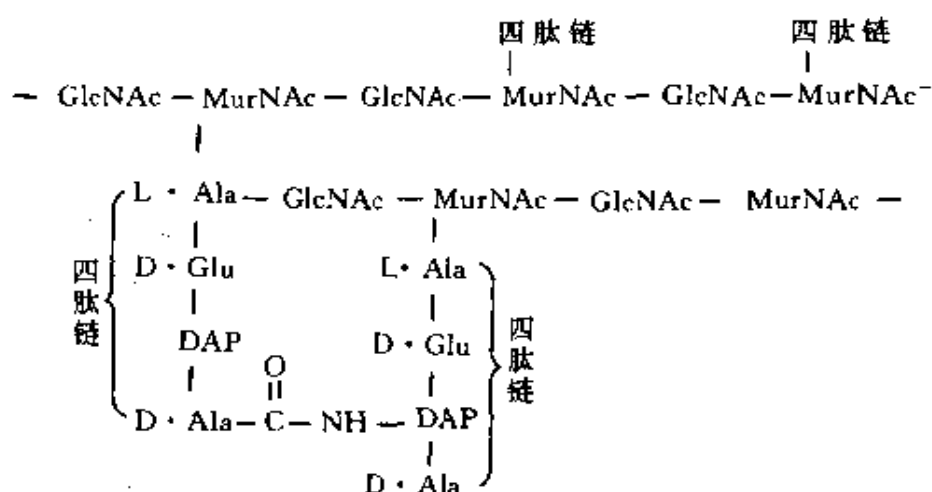 四肽链 四肽链
— GlcNAc — MurNAc — GlcNAc — MurNAc — GlcNAc — MurNAc —
L · Ala — GlcNAc — MurNAc — GlcNAc — MurNAc —
D · Glu L · Ala
四肽链
DAP D · Glu
四肽链
O
D · Ala — C — NH — DAP
D · Ala